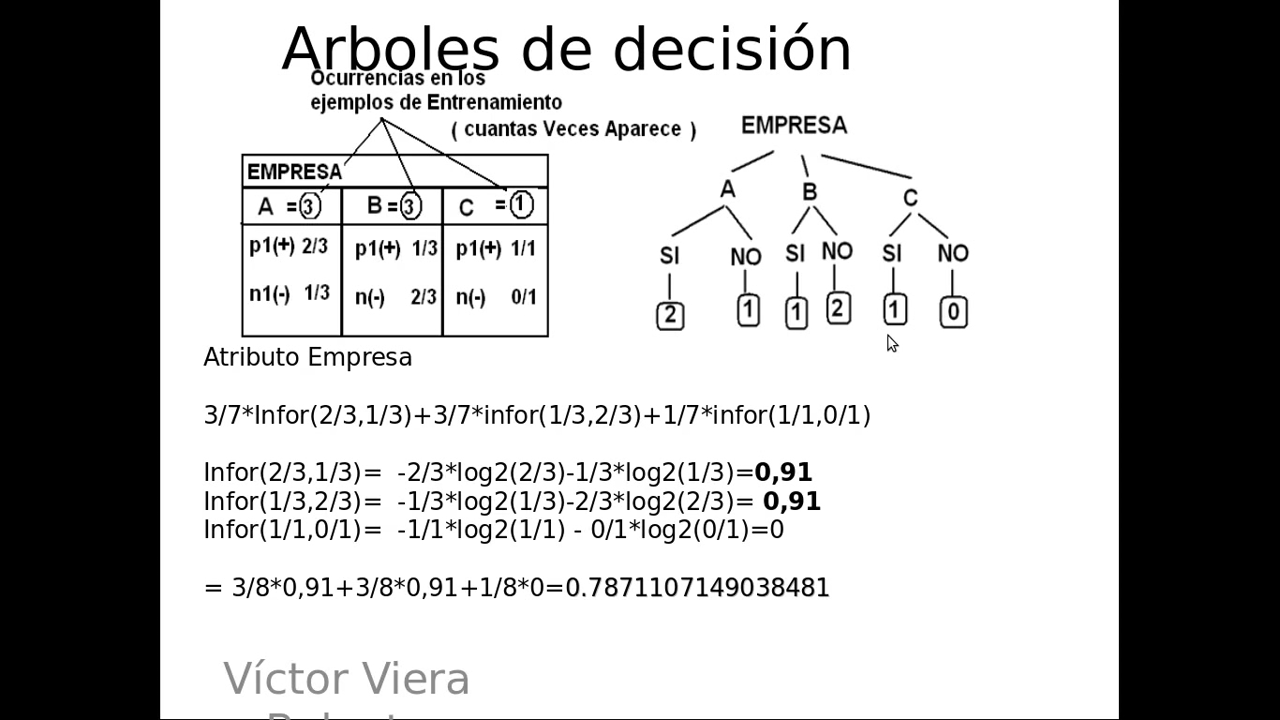 Arboles de decisión
Ocurrencias en los
ejemplos de Entrenamiento
( cuantas Veces Aparece )
EMPRESA
A =3 B=3 C =1
p1(+) 2/3 p1(+) 1/3 p1(+) 1/1
n1(-) 1/3 n(-) 2/3 n(-) 0/1
EMPRESA
A B C
SI NO SI NO SI NO
2 1 1 2 1 0
Atributo Empresa
3/7*Infor(2/3,1/3)+3/7*infor(1/3,2/3)+1/7*infor(1/1,0/1)
Infor(2/3,1/3)= -2/3*log2(2/3)-1/3*log2(1/3)=0,91
Infor(1/3,2/3)= -1/3*log2(1/3)-2/3*log2(2/3)= 0,91
Infor(1/1,0/1)= -1/1*log2(1/1) - 0/1*log2(0/1)=0
= 3/8*0,91+3/8*0,91+1/8*0=0.7871107149038481
Víctor Viera